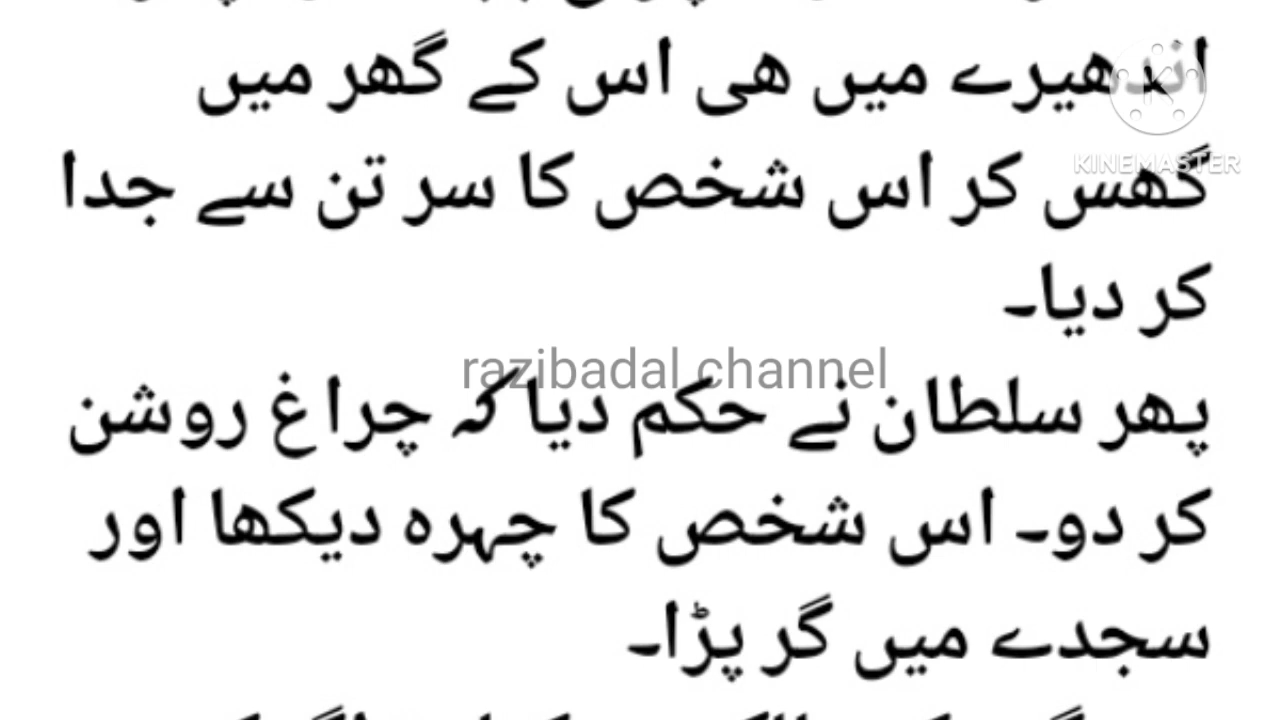 اندھیرے میں ھی اس کے گھر میں
KINEMASTER
گھس کر اس شخص کا سر تن سے جدا
کر دیا۔
razibadal channel
پھر سلطان نے حکم دیا کہ چراغ روشن
کر دو۔ اس شخص کا چہرہ دیکھا اور
سجدے میں گر پڑا۔